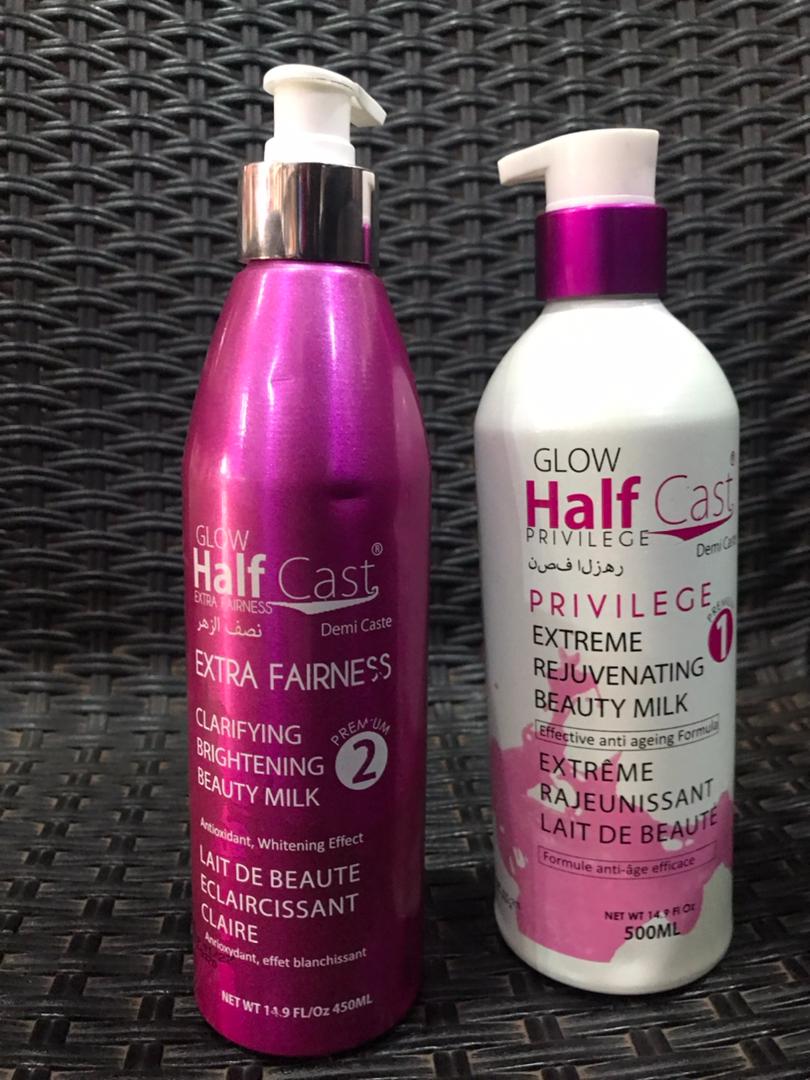 GLOW
Half Cast®
EXTRA FAIRNESS
نصف الزهر
Demi Caste
EXTRA FAIRNESS
CLARIFYING
BRIGHTENING
BEAUTY MILK
PREMIUM
2
Antioxidant, Whitening Effect
LAIT DE BEAUTE
ECLAIRCISSANT
CLAIRE
effet blanchissant
NET WT 14.9 FL/Oz 450ML
GLOW
Half Cast®
PRIVILEGE
Demi
رهزلا فصن
PRIVILEGE
1
EXTREME
REJUVENATING
BEAUTY MILK
Effective anti ageing Formula
EXTRÊME
RAJEUNISSANT
LAIT DE BEAUTÉ
Formule anti-âge efficace
NET WT 14.9 Fl Oz
500ML